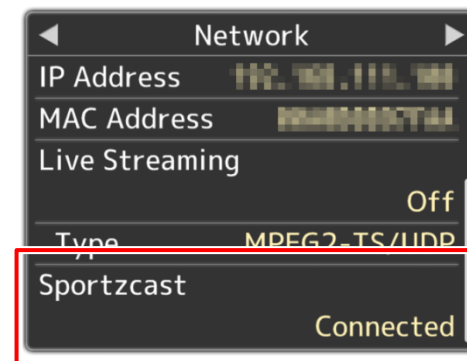 ◀ Network ▶
IP Address
MAC Address
Live Streaming
Off
Type MPEG2-TS/UDP
Sportzcast
Connected